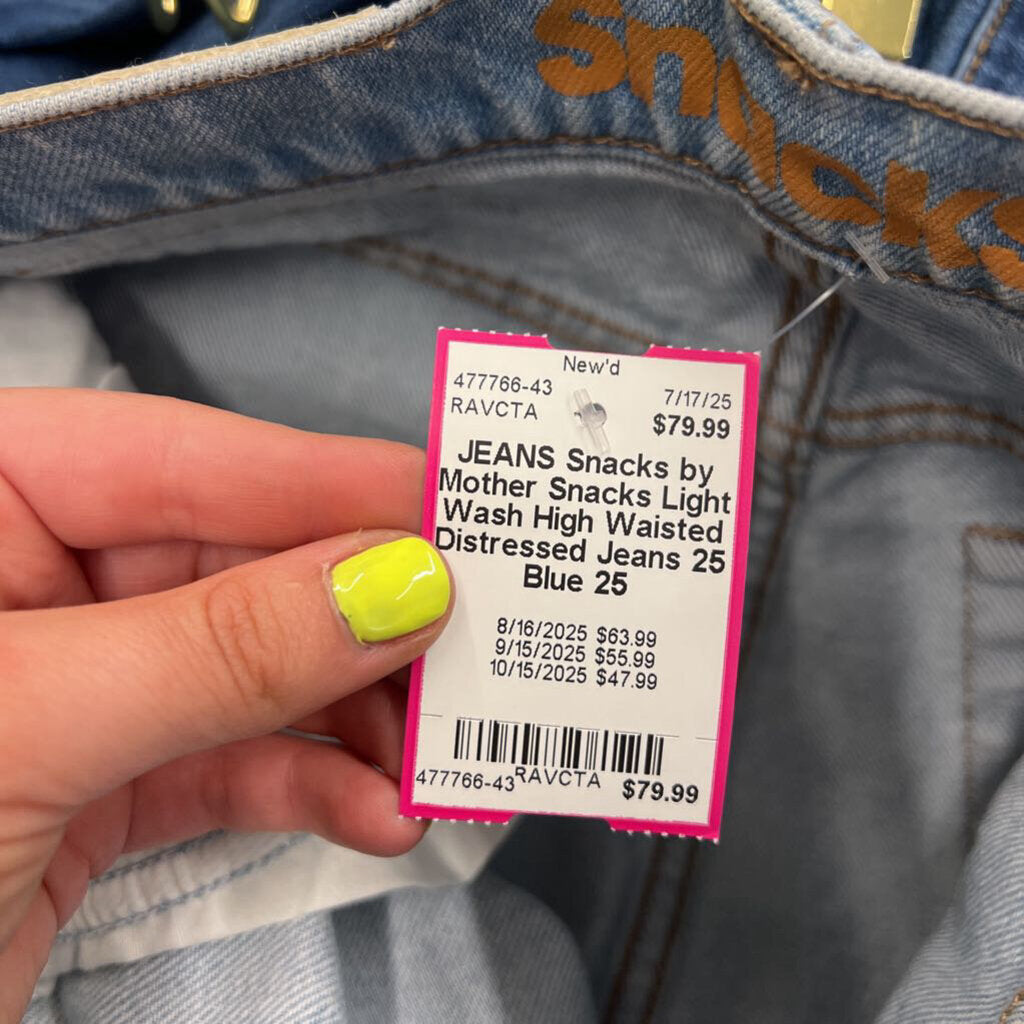 snacks
New'd
477766-43 7/17/25
RAVCTA $79.99
JEANS Snacks by
Mother Snacks Light
Wash High Waisted
Distressed Jeans 25
Blue 25
8/16/2025 $63.99
9/15/2025 $55.99
10/15/2025 $47.99
477766-43 RAVCTA $79.99